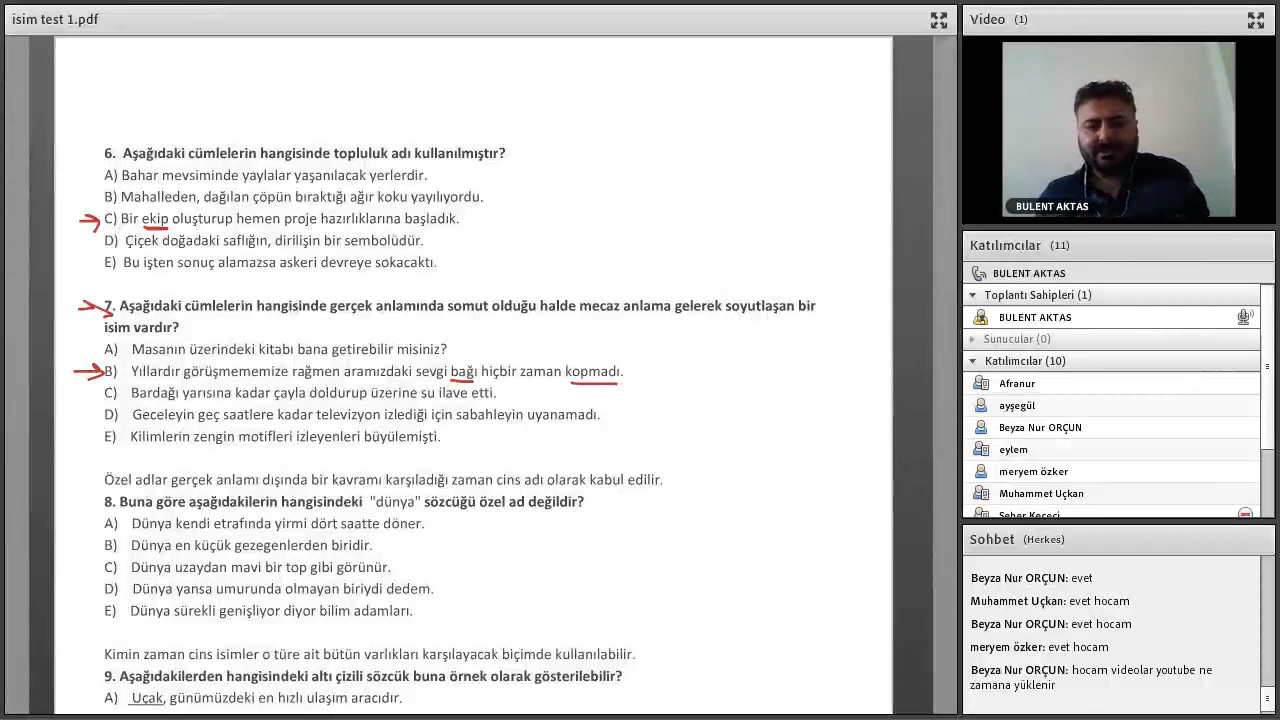 isim test 1.pdf
6. Aşağıdaki cümlelerin hangisinde topluluk adı kullanılmıştır?
A) Bahar mevsiminde yaylalar yaşanılacak yerlerdir.
B) Mahalleden, dağılan çöpün bıraktığı ağır koku yayılıyordu.
C) Bir ekip oluşturup hemen proje hazırlıklarına başladık.
D) Çiçek doğadaki saflığın, dirilişin bir sembolüdür.
E) Bu işten sonuç alamazsa askeri devreye sokacaktı.
7. Aşağıdaki cümlelerin hangisinde gerçek anlamında somut olduğu halde mecaz anlama gelerek soyutlaşan bir
isim vardır?
A) Masanın üzerindeki kitabı bana getirebilir misiniz?
B) Yıllardır görüşmememize rağmen aramızdaki sevgi bağı hiçbir zaman kopmadı.
C) Bardağı yarısına kadar çayla doldurup üzerine su ilave etti.
D) Geceleyin geç saatlere kadar televizyon izlediği için sabahleyin uyanamadı.
E) Kilimlerin zengin motifleri izleyenleri büyülemişti.
Özel adlar gerçek anlamı dışında bir kavramı karşıladığı zaman cins adı olarak kabul edilir.
8. Buna göre aşağıdakilerin hangisindeki "dünya" sözcüğü özel ad değildir?
A) Dünya kendi etrafında yirmi dört saatte döner.
B) Dünya en küçük gezegenlerden biridir.
C) Dünya uzaydan mavi bir top gibi görünür.
D) Dünya yansa umurunda olmayan biriydi dedem.
E) Dünya sürekli genişliyor diyor bilim adamları.
Kimin zaman cins isimler o türe ait bütün varlıkları karşılayacak biçimde kullanılabilir.
9. Aşağıdakilerden hangisindeki altı çizili sözcük buna örnek olarak gösterilebilir?
A) Uçak, günümüzdeki en hızlı ulaşım aracıdır.
Video (1)
BULENT AKTAS
Katılımcılar (11)
BULENT AKTAS
Toplantı Sahipleri (1)
BULENT AKTAS
Sunucular (0)
Katılımcılar (10)
Afranur
ayşegül
Beyza Nur ORÇUN
eylem
meryem özker
Muhammet Uçkan
Seher Keçeci
Sohbet (Herkes)
Beyza Nur ORÇUN: evet
Muhammet Uçkan: evet hocam
Beyza Nur ORÇUN: evet hocam
meryem özker: evet hocam
Beyza Nur ORÇUN: hocam videolar youtube ne
zamana yüklenir